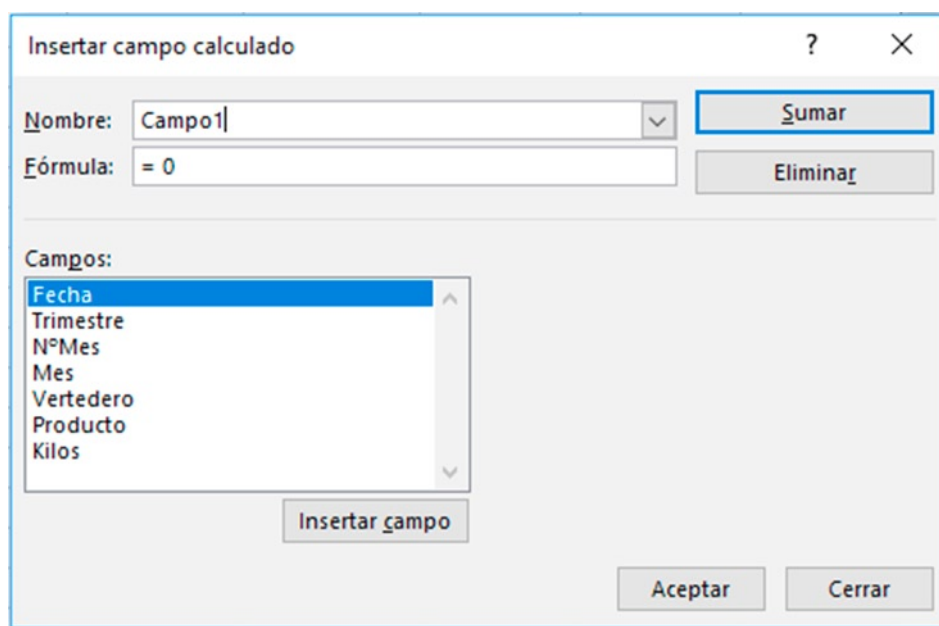 Insertar campo calculado ?
Nombre: Campo1 Sumar
Fórmula: = 0 Eliminar
Campos:
Fecha
Trimestre
NºMes
Mes
Vertedero
Producto
Kilos
Insertar campo
Aceptar Cerrar